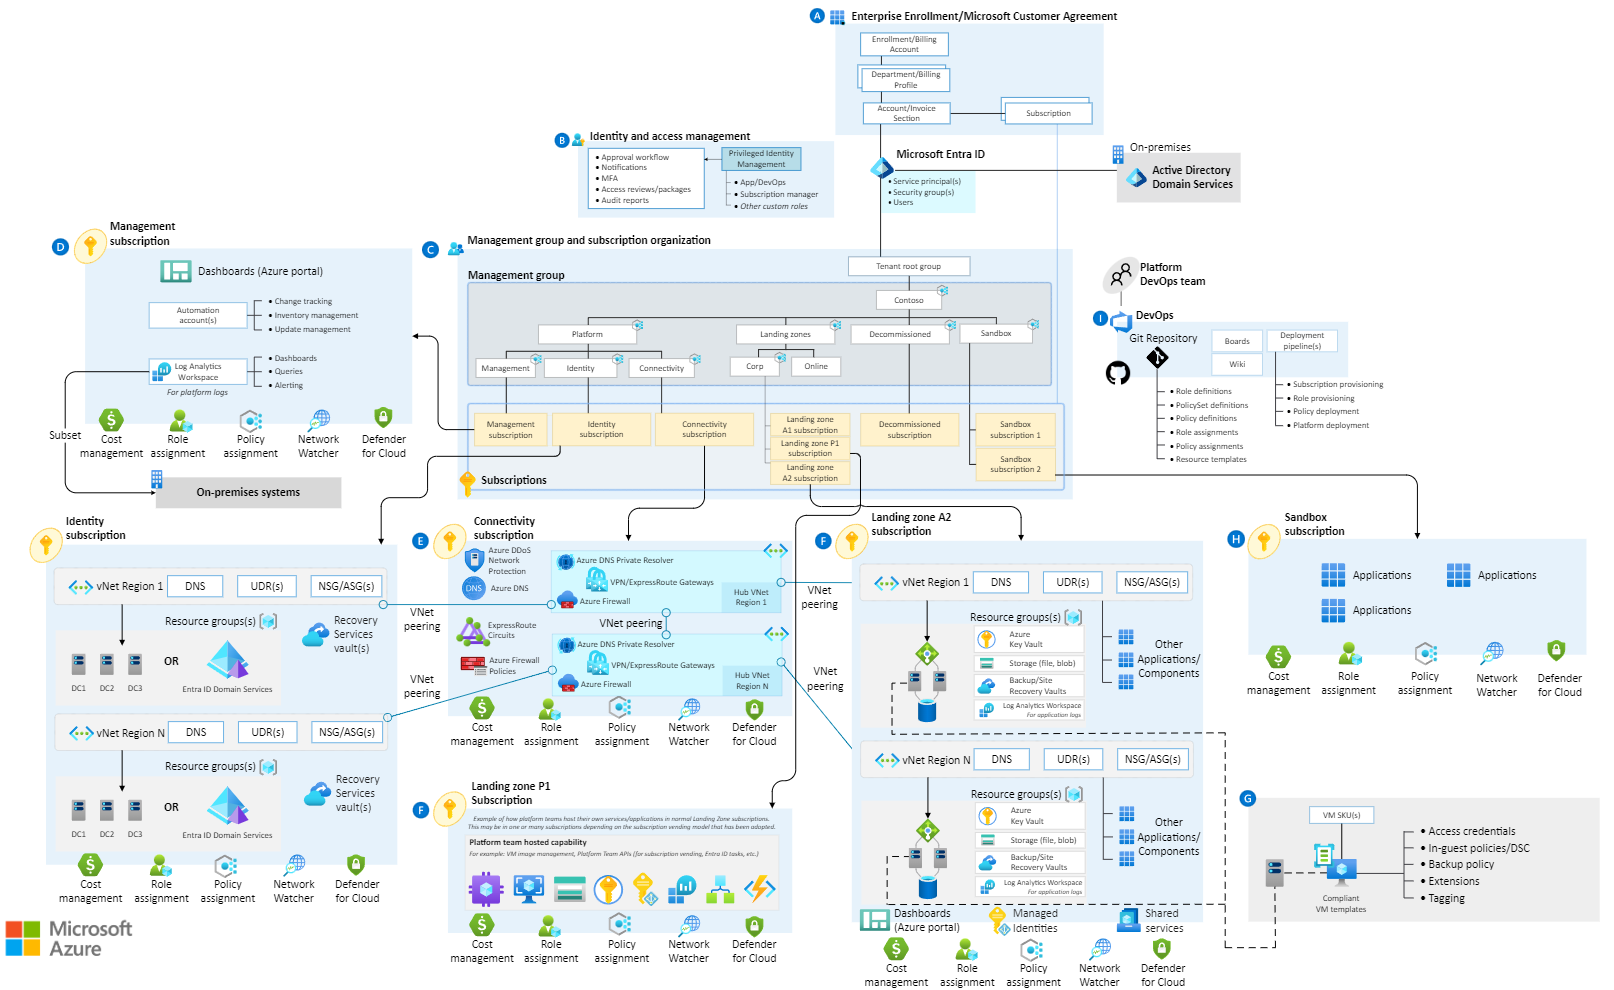 A
Enterprise Enrollment/Microsoft Customer Agreement
Enrollment/Billing
Account
Department/Billing
Profile
Account/Invoice
Section
Subscription
B
Identity and access management
• Approval workflow
• Notifications
• MFA
• Access reviews/packages
• Audit reports
Privileged Identity
Management
• App/DevOps
• Subscription manager
• Other custom roles
Microsoft Entra ID
• Service principal(s)
• Security group(s)
• Users
On-premises
Active Directory
Domain Services
D
Management
subscription
Dashboards (Azure portal)
Automation
account(s)
• Change tracking
• Inventory management
• Update management
Log Analytics
Workspace
For platform logs
• Dashboards
• Queries
• Alerting
Subset
Cost
management
Role
assignment
Policy
assignment
Network
Watcher
Defender
for Cloud
On-premises systems
C
Management group and subscription organization
Management group
Tenant root group
Contoso
Platform
Landing zones
Decommissioned
Sandbox
Management
Identity
Connectivity
Corp
Online
Management
subscription
Identity
subscription
Connectivity
subscription
Landing zone
A1 subscription
Landing zone P1
subscription
Landing zone
A2 subscription
Decommissioned
subscription
Sandbox
subscription 1
Sandbox
subscription 2
Subscriptions
Platform
DevOps team
I
DevOps
Git Repository
Boards
Wiki
Deployment
pipeline(s)
• Role definitions
• PolicySet definitions
• Policy definitions
• Role assignments
• Policy assignments
• Resource templates
• Subscription provisioning
• Role provisioning
• Policy deployment
• Platform deployment
Identity
subscription
vNet Region 1
DNS
UDR(s)
NSG/ASG(s)
Resource groups(s)
DC1
DC2
DC3
OR
Entra ID Domain Services
Recovery
Services
vault(s)
vNet Region N
DNS
UDR(s)
NSG/ASG(s)
Resource groups(s)
DC1
DC2
DC3
OR
Entra ID Domain Services
Recovery
Services
vault(s)
Cost
management
Role
assignment
Policy
assignment
Network
Watcher
Defender
for Cloud
VNet
peering
VNet
peering
E
Connectivity
subscription
Azure DDoS
Network
Protection
DNS
Azure DNS
ExpressRoute
Circuits
Azure Firewall
Policies
Azure DNS Private Resolver
VPN/ExpressRoute Gateways
Azure Firewall
Hub VNet
Region 1
VNet peering
Azure DNS Private Resolver
VPN/ExpressRoute Gateways
Azure Firewall
Hub VNet
Region N
Cost
management
Role
assignment
Policy
assignment
Network
Watcher
Defender
for Cloud
VNet
peering
VNet
peering
F
Landing zone P1
Subscription
Example of how platform teams host their own services/applications in normal Landing Zone subscriptions.
This may be in one or many subscriptions depending on the subscription vending model that has been adopted.
Platform team hosted capability
For example: VM image management, Platform Team APIs (for subscription vending, Entra ID tasks, etc.)
Cost
management
Role
assignment
Policy
assignment
Network
Watcher
Defender
for Cloud
F
Landing zone A2
subscription
vNet Region 1
DNS
UDR(s)
NSG/ASG(s)
Resource groups(s)
Azure
Key Vault
Storage (file, blob)
Backup/Site
Recovery Vaults
Log Analytics Workspace
For application logs
Other
Applications/
Components
vNet Region N
DNS
UDR(s)
NSG/ASG(s)
Resource groups(s)
Azure
Key Vault
Storage (file, blob)
Backup/Site
Recovery Vaults
Log Analytics Workspace
For application logs
Other
Applications/
Components
Dashboards
(Azure portal)
Managed
Identities
Shared
services
Cost
management
Role
assignment
Policy
assignment
Network
Watcher
Defender
for Cloud
H
Sandbox
subscription
Applications
Applications
Applications
Cost
management
Role
assignment
Policy
assignment
Network
Watcher
Defender
for Cloud
G
VM SKU(s)
Compliant
VM templates
• Access credentials
• In-guest policies/DSC
• Backup policy
• Extensions
• Tagging
Microsoft
Azure